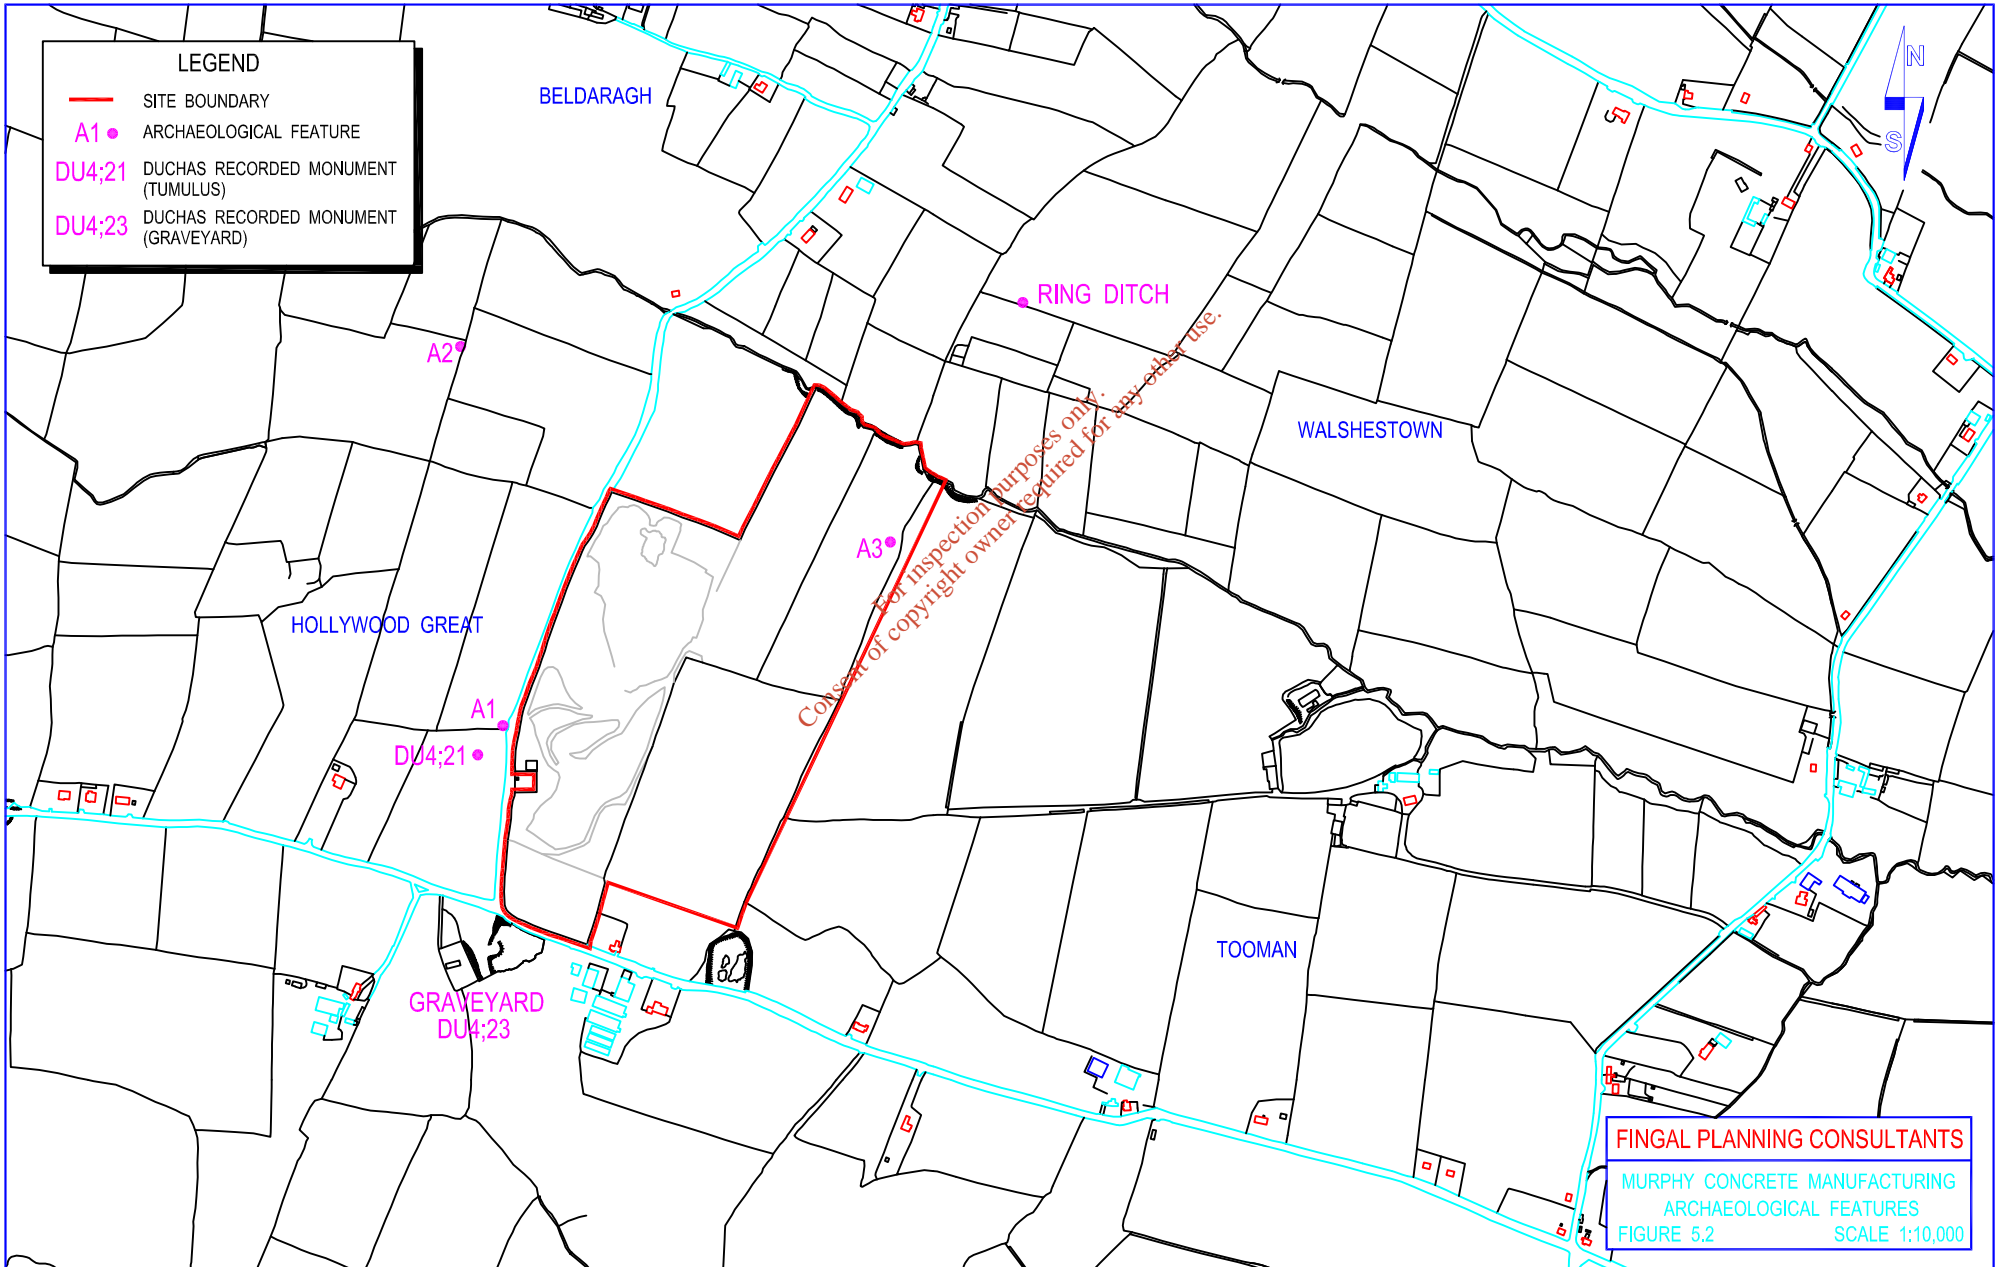 LEGEND
SITE BOUNDARY
A1 ARCHAEOLOGICAL FEATURE
DU4;21 DUCHAS RECORDED MONUMENT
(TUMULUS)
DU4;23 DUCHAS RECORDED MONUMENT
(GRAVEYARD)
BELDARAGH
N
S
RING DITCH
A2
WALSHESTOWN
A3
For inspection purposes only.
Consent of copyright owner required for any other use.
HOLLYWOOD GREAT
A1
DU4;21
TOOMAN
GRAVEYARD
DU4;23
FINGAL PLANNING CONSULTANTS
MURPHY CONCRETE MANUFACTURING
ARCHAEOLOGICAL FEATURES
FIGURE 5.2 SCALE 1:10,000